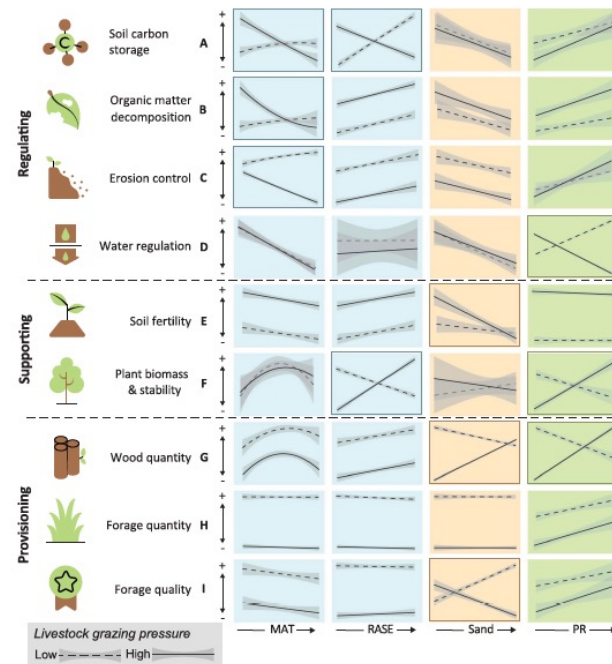 Regulating
Soil carbon
storage
A
Organic matter
decomposition
B
Erosion control
C
Water regulation
D
Supporting
Soil fertility
E
Plant biomass
& stability
F
Provisioning
Wood quantity
G
Forage quantity
H
Forage quality
I
+
-
+
-
+
-
+
-
+
-
+
-
+
-
+
-
+
-
MAT
RASE
Sand
PR
Livestock grazing pressure
Low
High